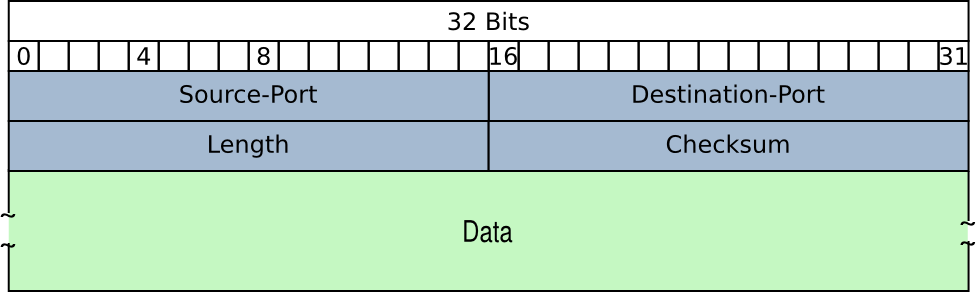 32 Bits
0 4 8 16 31
Source-Port Destination-Port
Length Checksum
Data